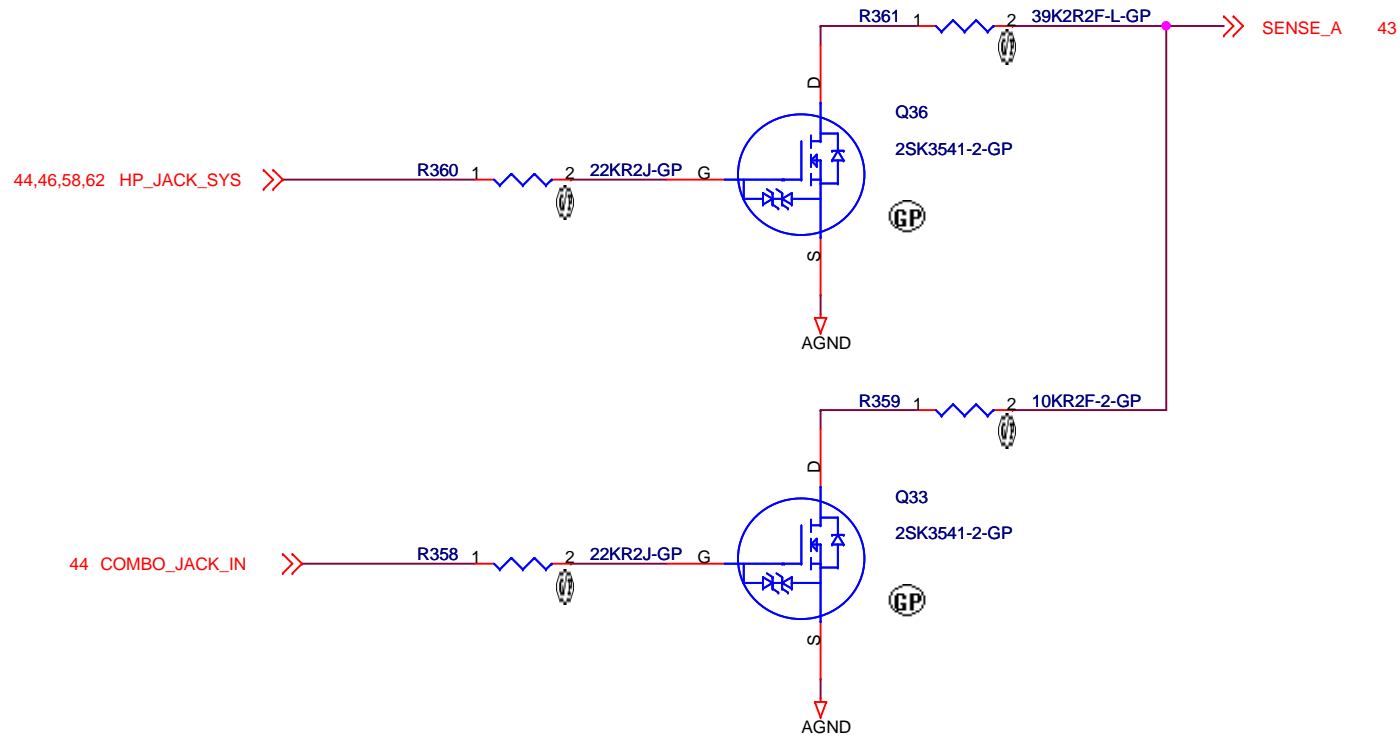 R361 1 2 39K2R2F-L-GP
SENSE_A 43
D
Q36
2SK3541-2-GP
44,46,58,62 HP_JACK_SYS
R360 1 2 22KR2J-GP G
GP
S
AGND
R359 1 2 10KR2F-2-GP
D
Q33
2SK3541-2-GP
44 COMBO_JACK_IN
R358 1 2 22KR2J-GP G
GP
S
AGND